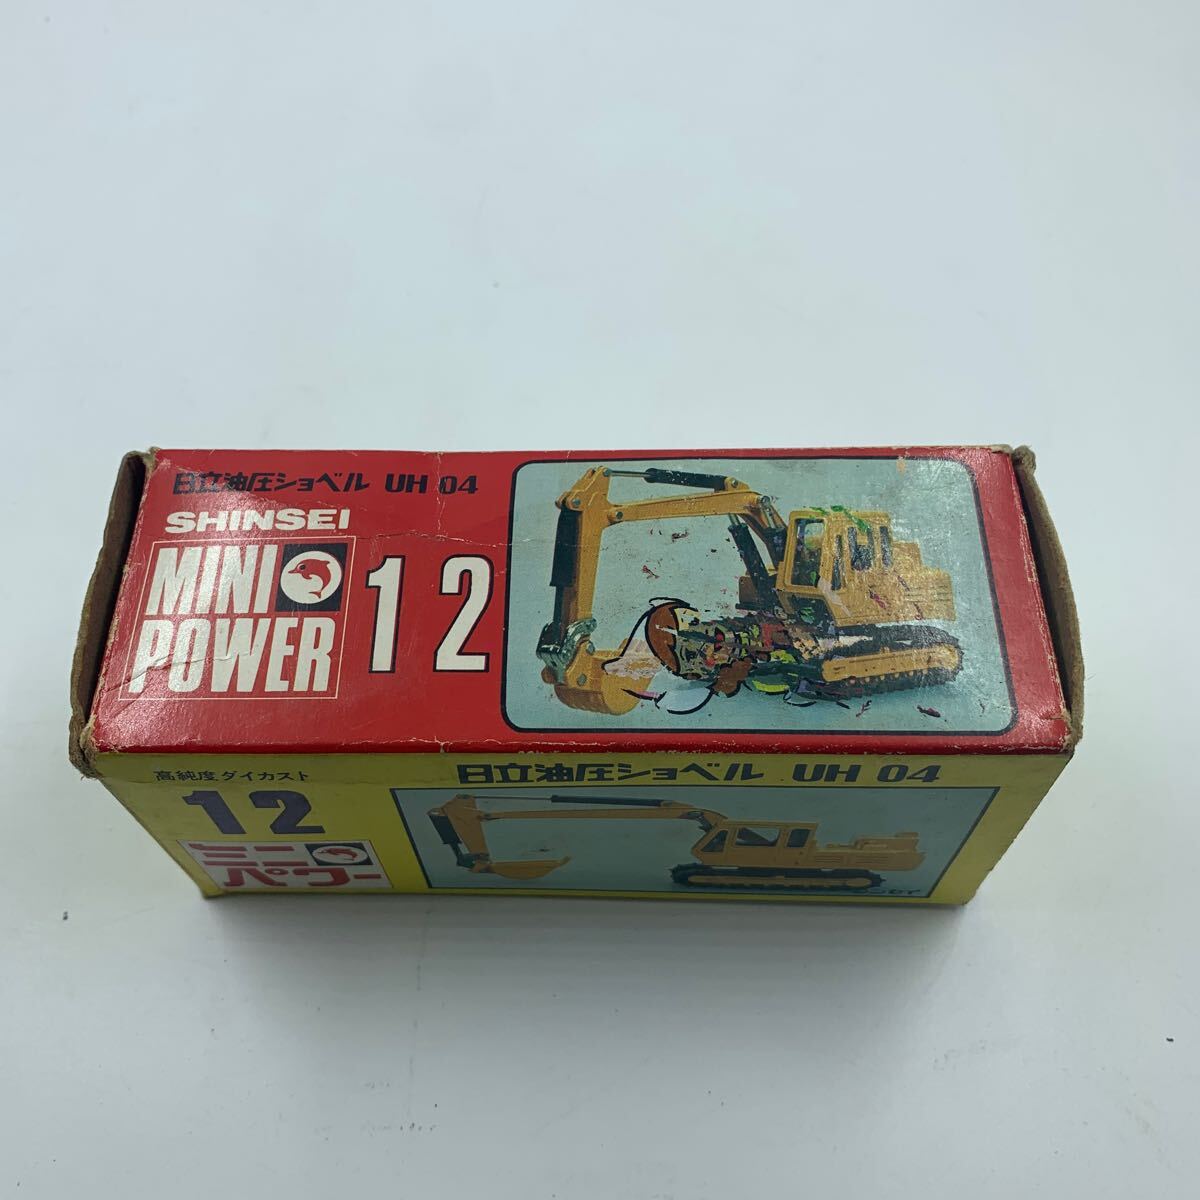 日立油圧ショベル UH 04
SHINSEI
MINI
POWER
12
高純度ダイカスト
日立油圧ショベル UH 04
12
ミニ
パワー